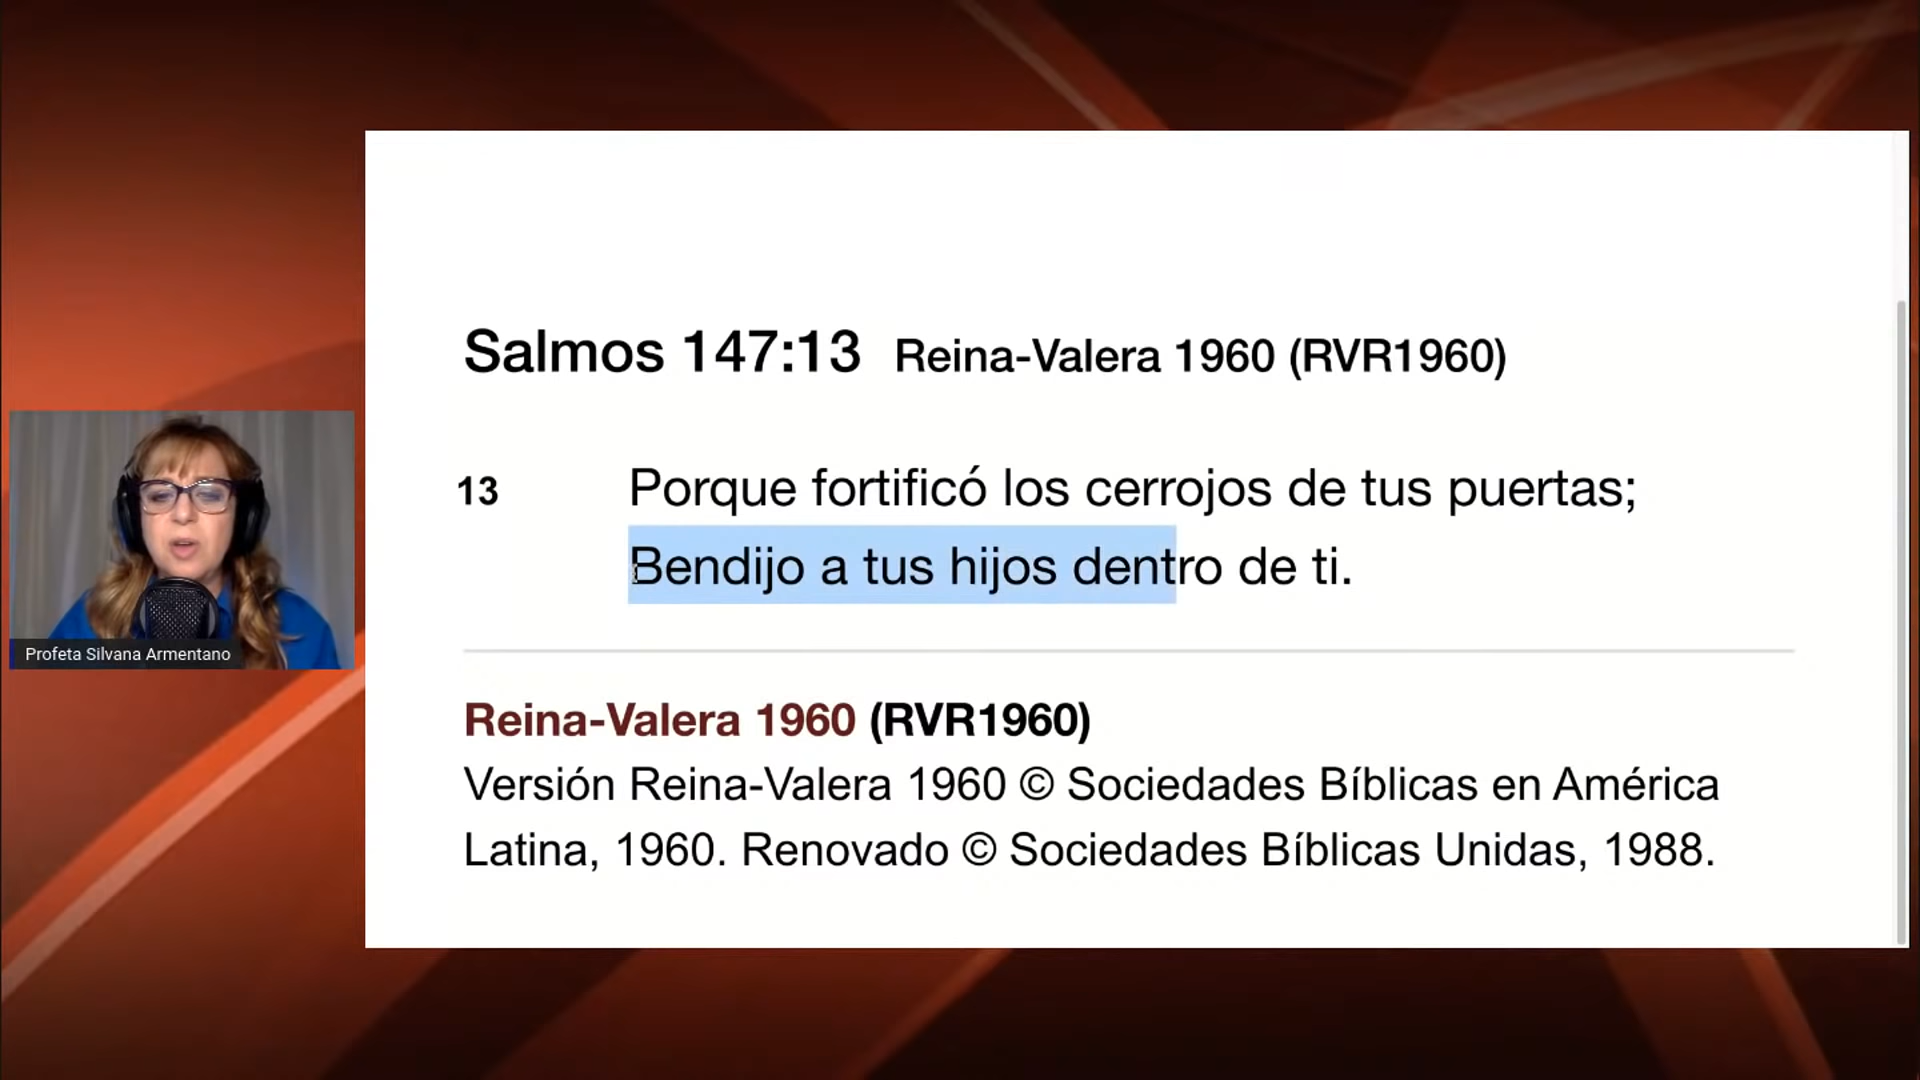 Salmos 147:13 Reina-Valera 1960 (RVR1960)
13 Porque fortificó los cerrojos de tus puertas;
Bendijo a tus hijos dentro de ti.
Profeta Silvana Armentano
Reina-Valera 1960 (RVR1960)
Versión Reina-Valera 1960 © Sociedades Bíblicas en América
Latina, 1960. Renovado © Sociedades Bíblicas Unidas, 1988.